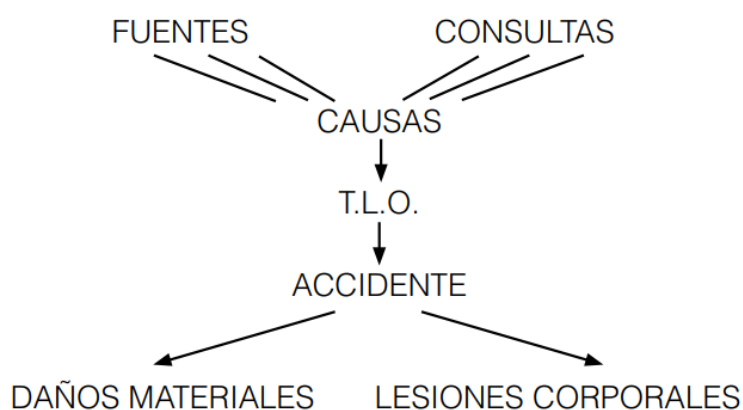 FUENTES CONSULTAS
CAUSAS
T.L.O.
ACCIDENTE
DAÑOS MATERIALES LESIONES CORPORALES